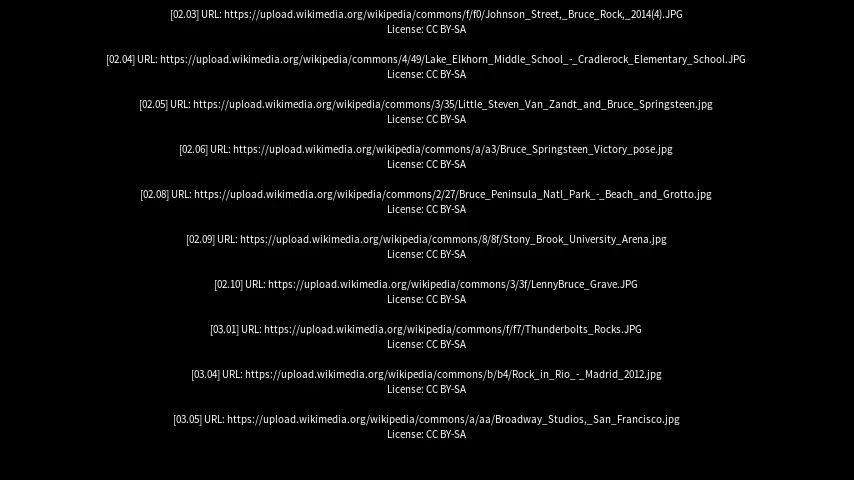 [02.03] URL: https://upload.wikimedia.org/wikipedia/commons/f/f0/Johnson_Street,_Bruce_Rock,_2014(4).JPG
License: CC BY-SA
[02.04] URL: https://upload.wikimedia.org/wikipedia/commons/4/49/Lake_Elkhorn_Middle_School_-_Cradlerock_Elementary_School.JPG
License: CC BY-SA
[02.05] URL: https://upload.wikimedia.org/wikipedia/commons/3/35/Little_Steven_Van_Zandt_and_Bruce_Springsteen.jpg
License: CC BY-SA
[02.06] URL: https://upload.wikimedia.org/wikipedia/commons/a/a3/Bruce_Springsteen_Victory_pose.jpg
License: CC BY-SA
[02.08] URL: https://upload.wikimedia.org/wikipedia/commons/2/27/Bruce_Peninsula_Natl_Park_-_Beach_and_Grotto.jpg
License: CC BY-SA
[02.09] URL: https://upload.wikimedia.org/wikipedia/commons/8/8f/Stony_Brook_University_Arena.jpg
License: CC BY-SA
[02.10] URL: https://upload.wikimedia.org/wikipedia/commons/3/3f/LennyBruce_Grave.JPG
License: CC BY-SA
[03.01] URL: https://upload.wikimedia.org/wikipedia/commons/f/f7/Thunderbolts_Rocks.JPG
License: CC BY-SA
[03.04] URL: https://upload.wikimedia.org/wikipedia/commons/b/b4/Rock_in_Rio_-_Madrid_2012.jpg
License: CC BY-SA
[03.05] URL: https://upload.wikimedia.org/wikipedia/commons/a/aa/Broadway_Studios,_San_Francisco.jpg
License: CC BY-SA